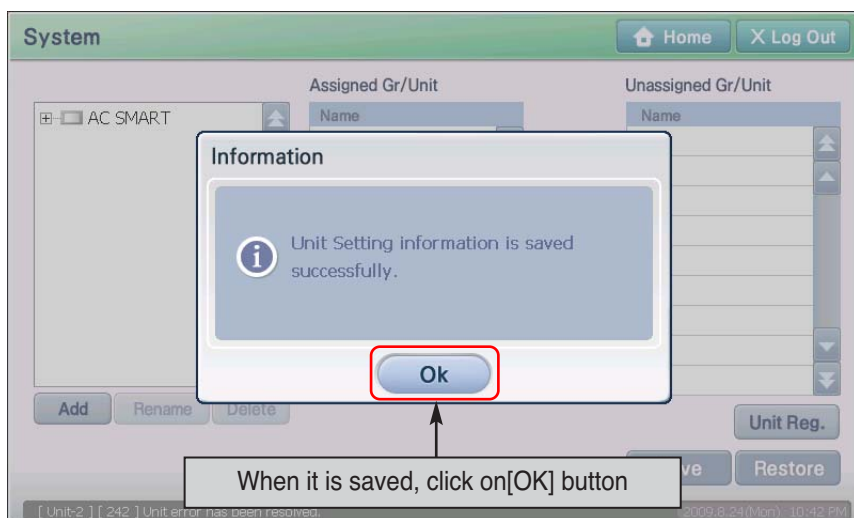 System
Home
X Log Out
Assigned Gr/Unit
Unassigned Gr/Unit
AC SMART
Name
Name
Information
Unit Setting information is saved
successfully.
Ok
Add
Rename
Delete
Unit Reg.
When it is saved, click on[OK] button
Restore
[ Unit-2 ] [ 242 ] Unit error has been resolved.
2009.8.24(Mon) 10:42 PM